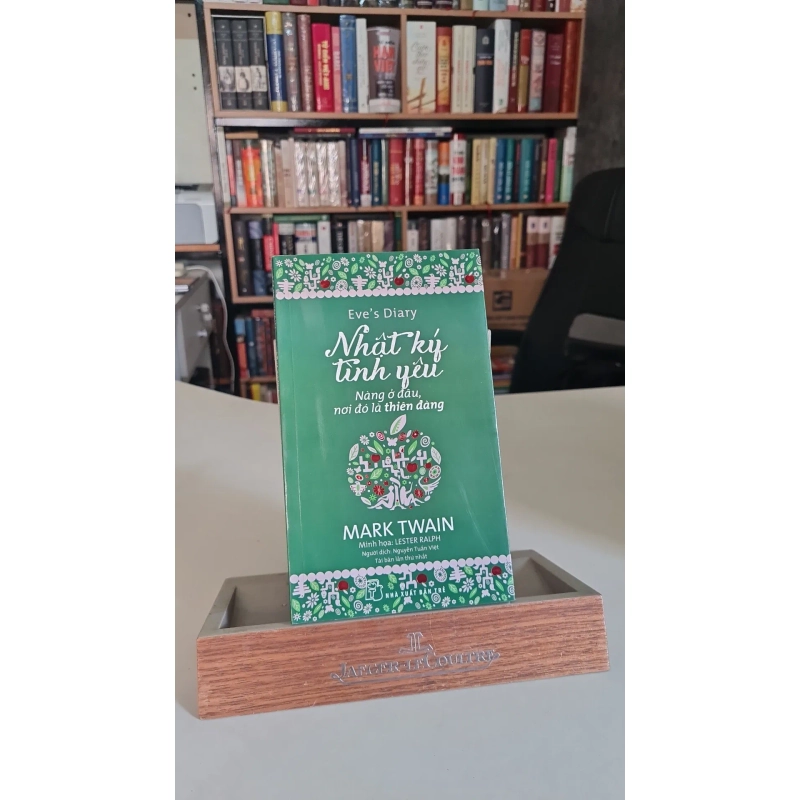 Eve's Diary
Nhật ký
tình yêu
Nàng ở đâu,
nơi đó là thiên đàng
MARK TWAIN
Minh họa: LESTER RALPH
Người dịch: Nguyễn Tuấn Việt
Tái bản lần thứ nhất
NHÀ XUẤT BẢN TRẺ
JAEGER-LECOULTRE